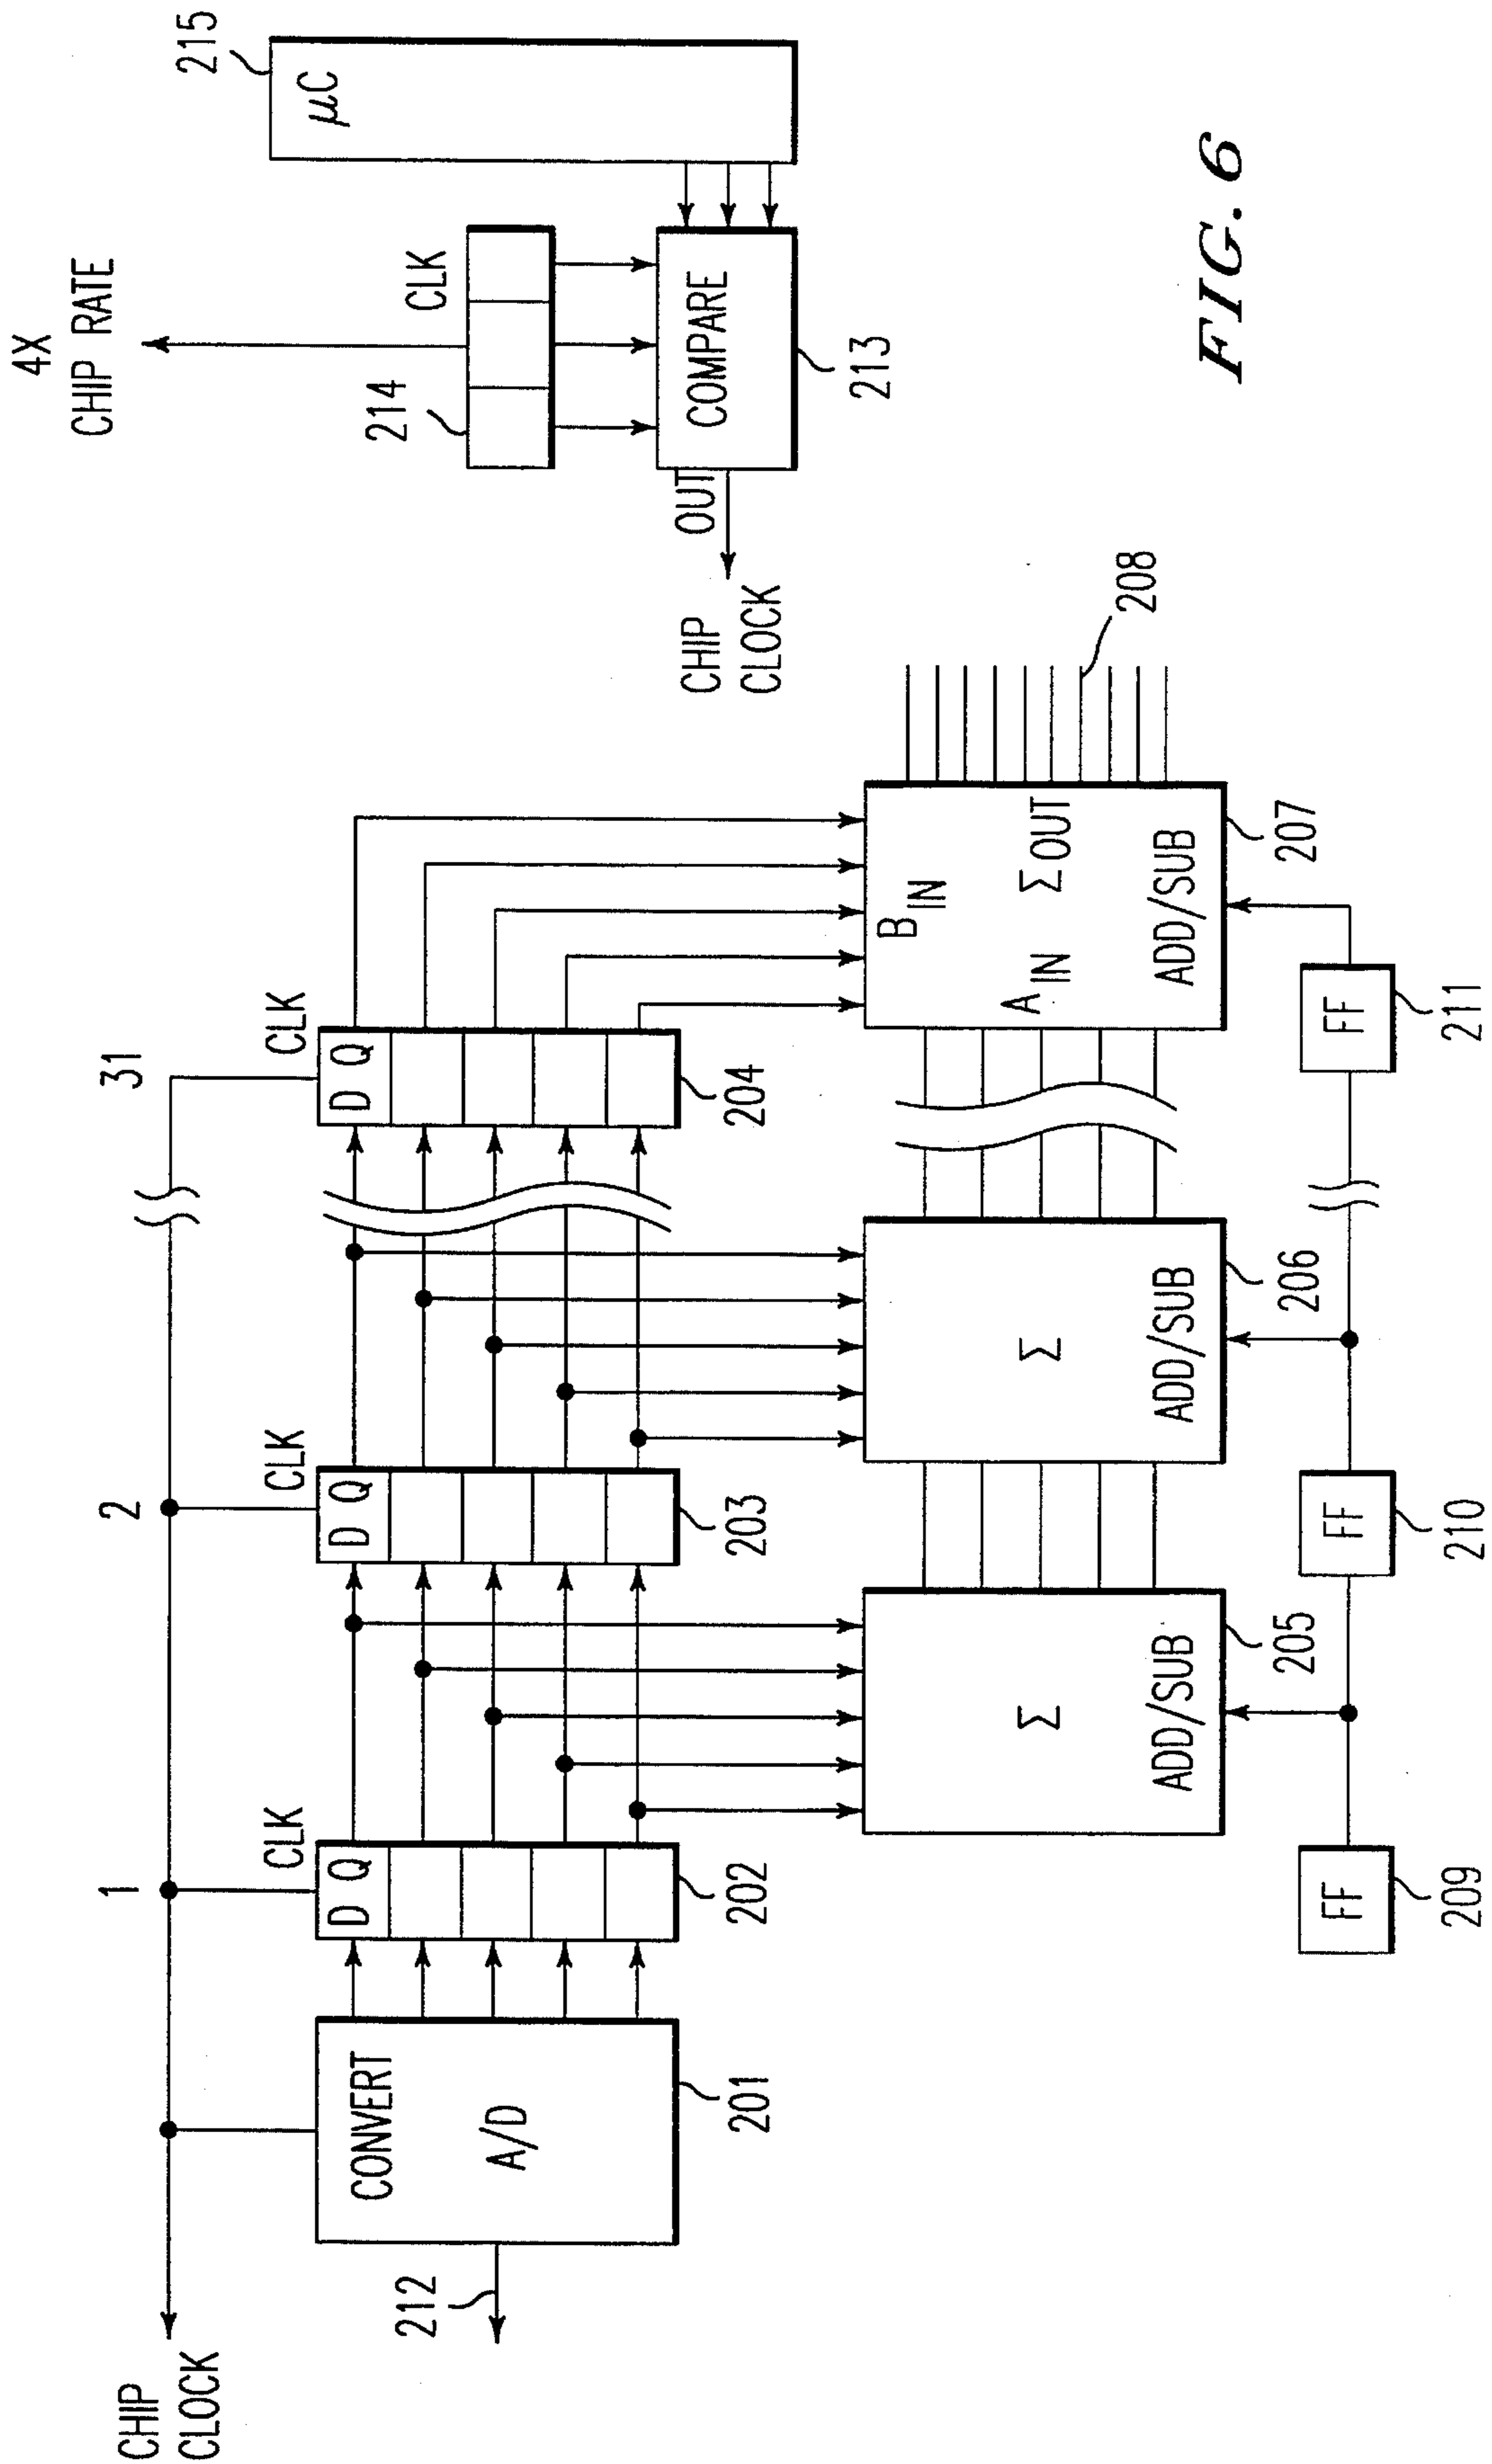 4X
CHIP RATE
215
μC
214
CLK
COMPARE
213
OUT
CHIP
CLOCK
CHIP
CLOCK
1
2
31
CONVERT
A/D
201
212
CLK
D Q
202
CLK
D Q
203
CLK
D Q
204
Σ
ADD/SUB
205
Σ
ADD/SUB
206
B IN
A IN
Σ OUT
ADD/SUB
207
208
FF
209
FF
210
FF
211
FIG. 6